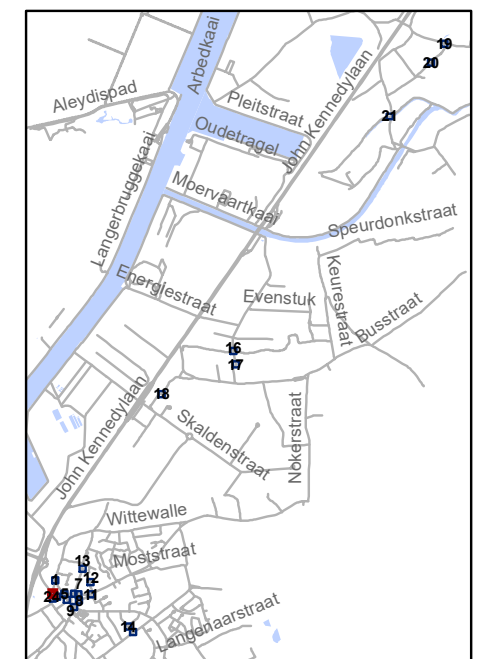 Arbedkaai
19
20
Aleydispad
Pleitstraat
John Kennedylaan
21
Oudetragel
Langerbruggekaai
Moervaartkaai
Speurdonkstraat
Energiestraat
Evenstuk
Keurestraat
Busstraat
16
17
John Kennedylaan
18
Skaldenstraat
Nokerstraat
Wittewalle
Moststraat
13
7
12
11
9
14
Langenaarstraat